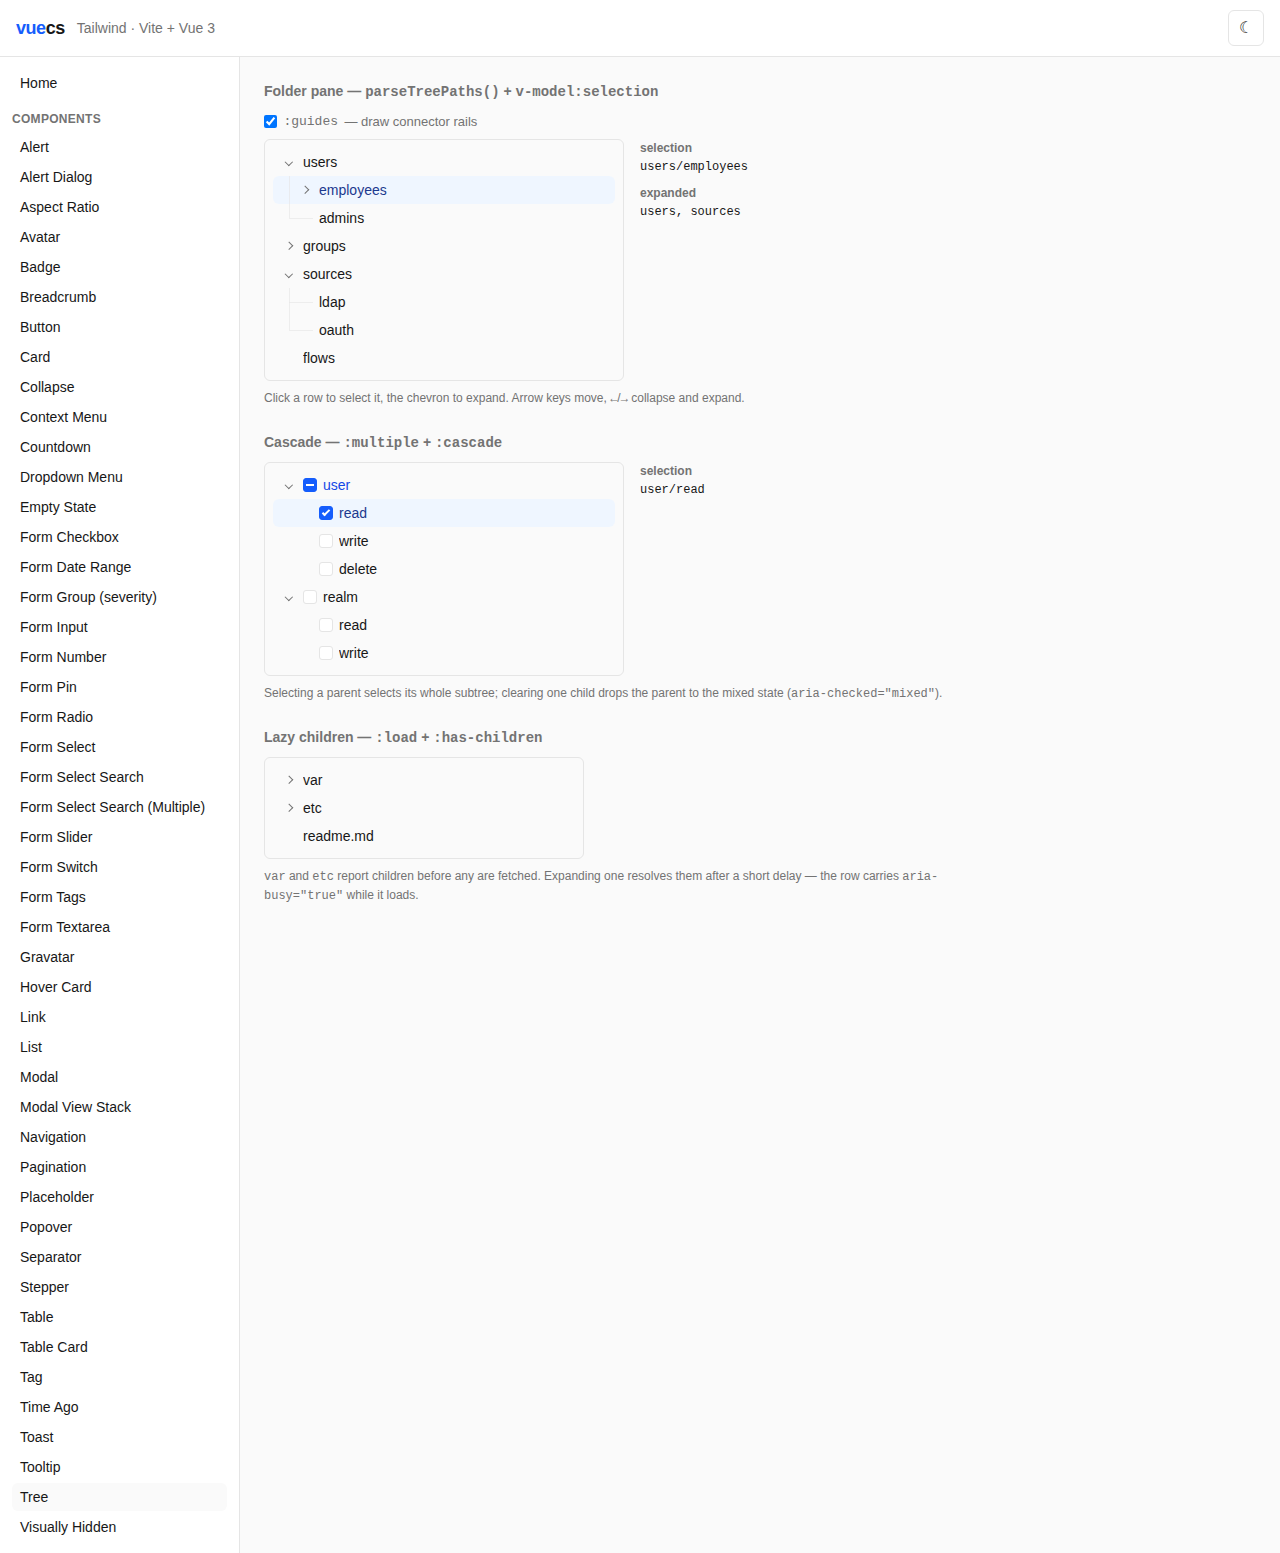 vuecs Tailwind · Vite + Vue 3
Home
COMPONENTS
Alert
Alert Dialog
Aspect Ratio
Avatar
Badge
Breadcrumb
Button
Card
Collapse
Context Menu
Countdown
Dropdown Menu
Empty State
Form Checkbox
Form Date Range
Form Group (severity)
Form Input
Form Number
Form Pin
Form Radio
Form Select
Form Select Search
Form Select Search (Multiple)
Form Slider
Form Switch
Form Tags
Form Textarea
Gravatar
Hover Card
Link
List
Modal
Modal View Stack
Navigation
Pagination
Placeholder
Popover
Separator
Stepper
Table
Table Card
Tag
Time Ago
Toast
Tooltip
Tree
Visually Hidden
Folder pane — parseTreePaths() + v-model:selection
:guides — draw connector rails
users
employees
admins
groups
sources
ldap
oauth
flows
selection
users/employees
expanded
users, sources
Click a row to select it, the chevron to expand. Arrow keys move, ←/→ collapse and expand.
Cascade — :multiple + :cascade
user
read
write
delete
realm
read
write
selection
user/read
Selecting a parent selects its whole subtree; clearing one child drops the parent to the mixed state (aria-checked="mixed").
Lazy children — :load + :has-children
var
etc
readme.md
var and etc report children before any are fetched. Expanding one resolves them after a short delay — the row carries aria-
busy="true" while it loads.